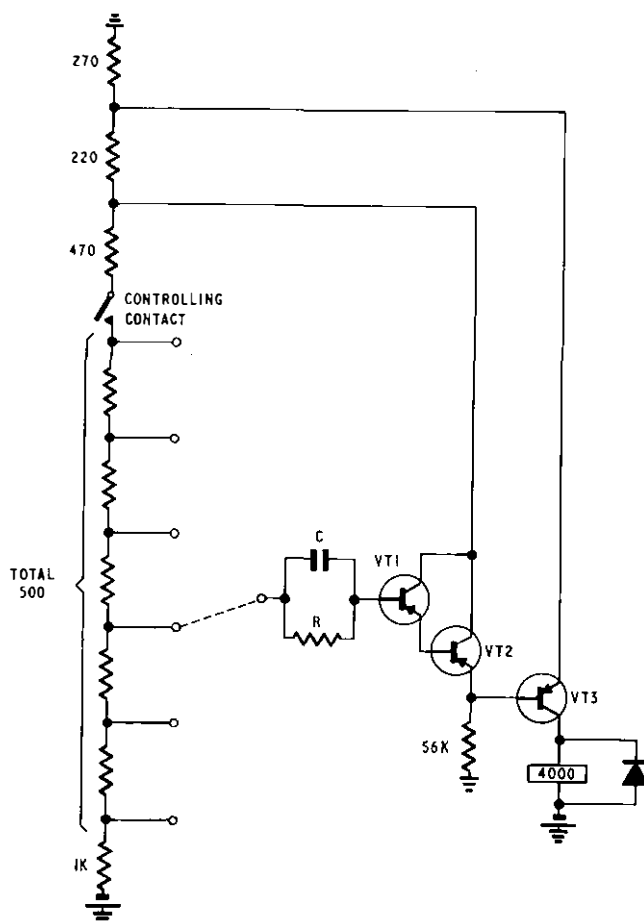 270
220
470
CONTROLLING
CONTACT
TOTAL
500
C
R
VT1
VT2
VT3
56K
4000
1K